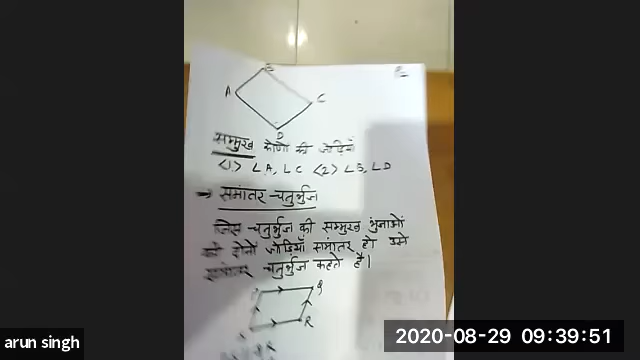 B
A
C
D
सम्मुख कोणों की जोड़ियाँ
<1> ∠A, ∠C <2> ∠B, ∠D
→ समांतर चतुर्भुज
जिस चतुर्भुज की सम्मुख भुजाओं
की दोनों जोड़ियाँ समांतर हो उसे
समांतर चतुर्भुज कहते हैं।
Q
R
arun singh
2020-08-29 09:39:51